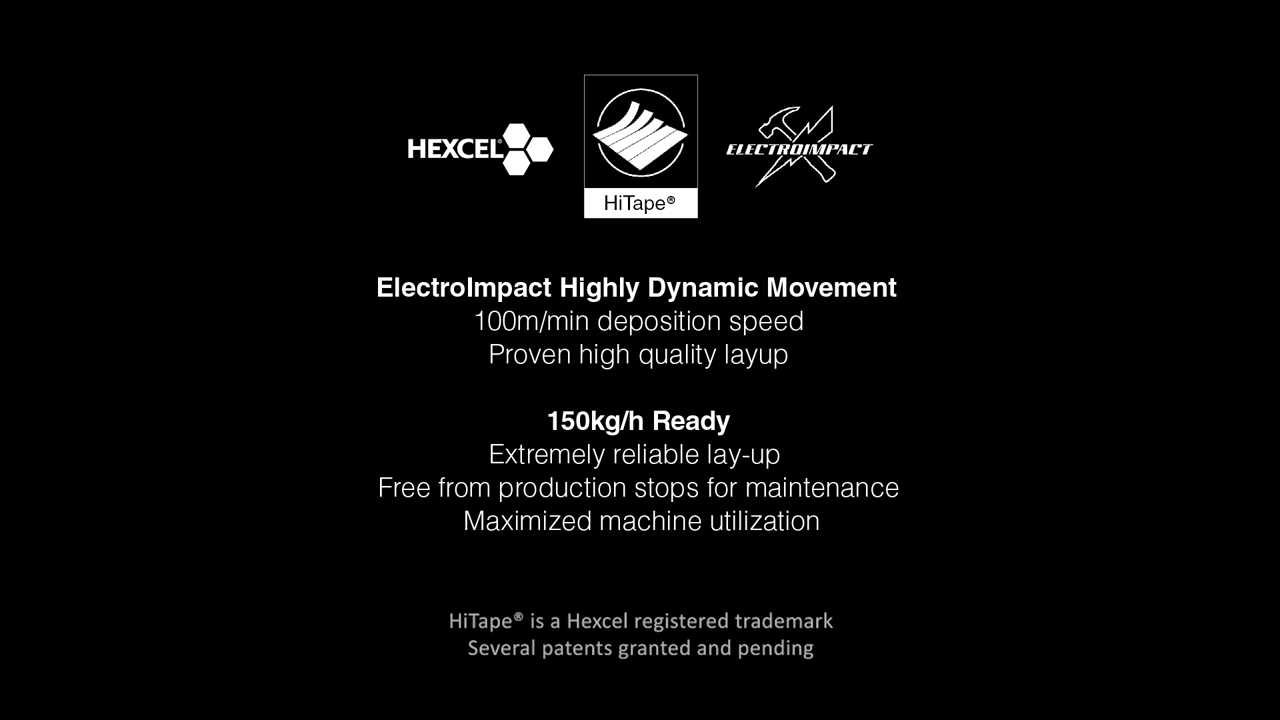 HEXCEL®
HiTape®
ELECTROIMPACT
ElectroImpact Highly Dynamic Movement
100m/min deposition speed
Proven high quality layup
150kg/h Ready
Extremely reliable lay-up
Free from production stops for maintenance
Maximized machine utilization
HiTape® is a Hexcel registered trademark
Several patents granted and pending